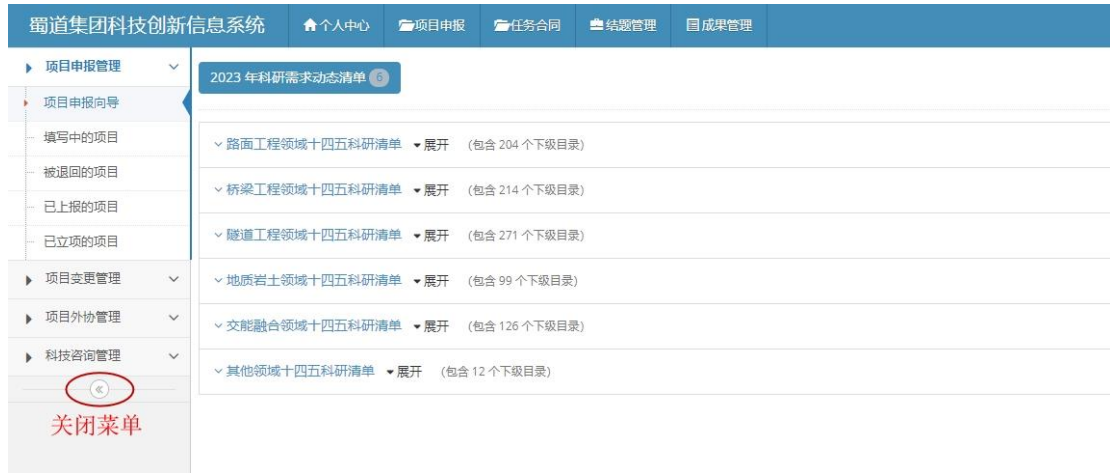 蜀道集团科技创新信息系统 个人中心 项目申报 任务合同 结题管理 成果管理
项目申报管理
项目申报向导
填写中的项目
被退回的项目
已上报的项目
已立项的项目
项目变更管理
项目外协管理
科技咨询管理
关闭菜单
2023 年科研需求动态清单 6
路面工程领域十四五科研清单 展开 (包含 204 个下级目录)
桥梁工程领域十四五科研清单 展开 (包含 214 个下级目录)
隧道工程领域十四五科研清单 展开 (包含 271 个下级目录)
地质岩土领域十四五科研清单 展开 (包含 99 个下级目录)
交能融合领域十四五科研清单 展开 (包含 126 个下级目录)
其他领域十四五科研清单 展开 (包含 12 个下级目录)